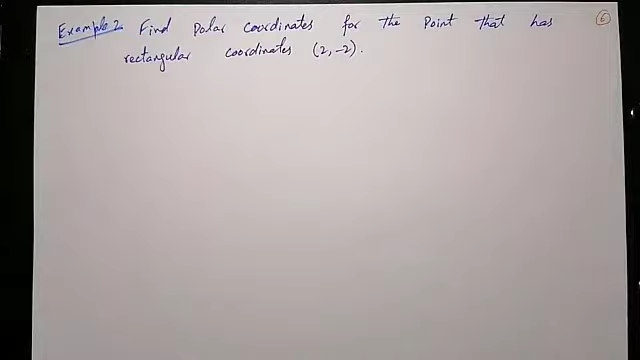 Example 2 Find Polar coordinates for the Point that has
rectangular coordinates (2, -2).
6